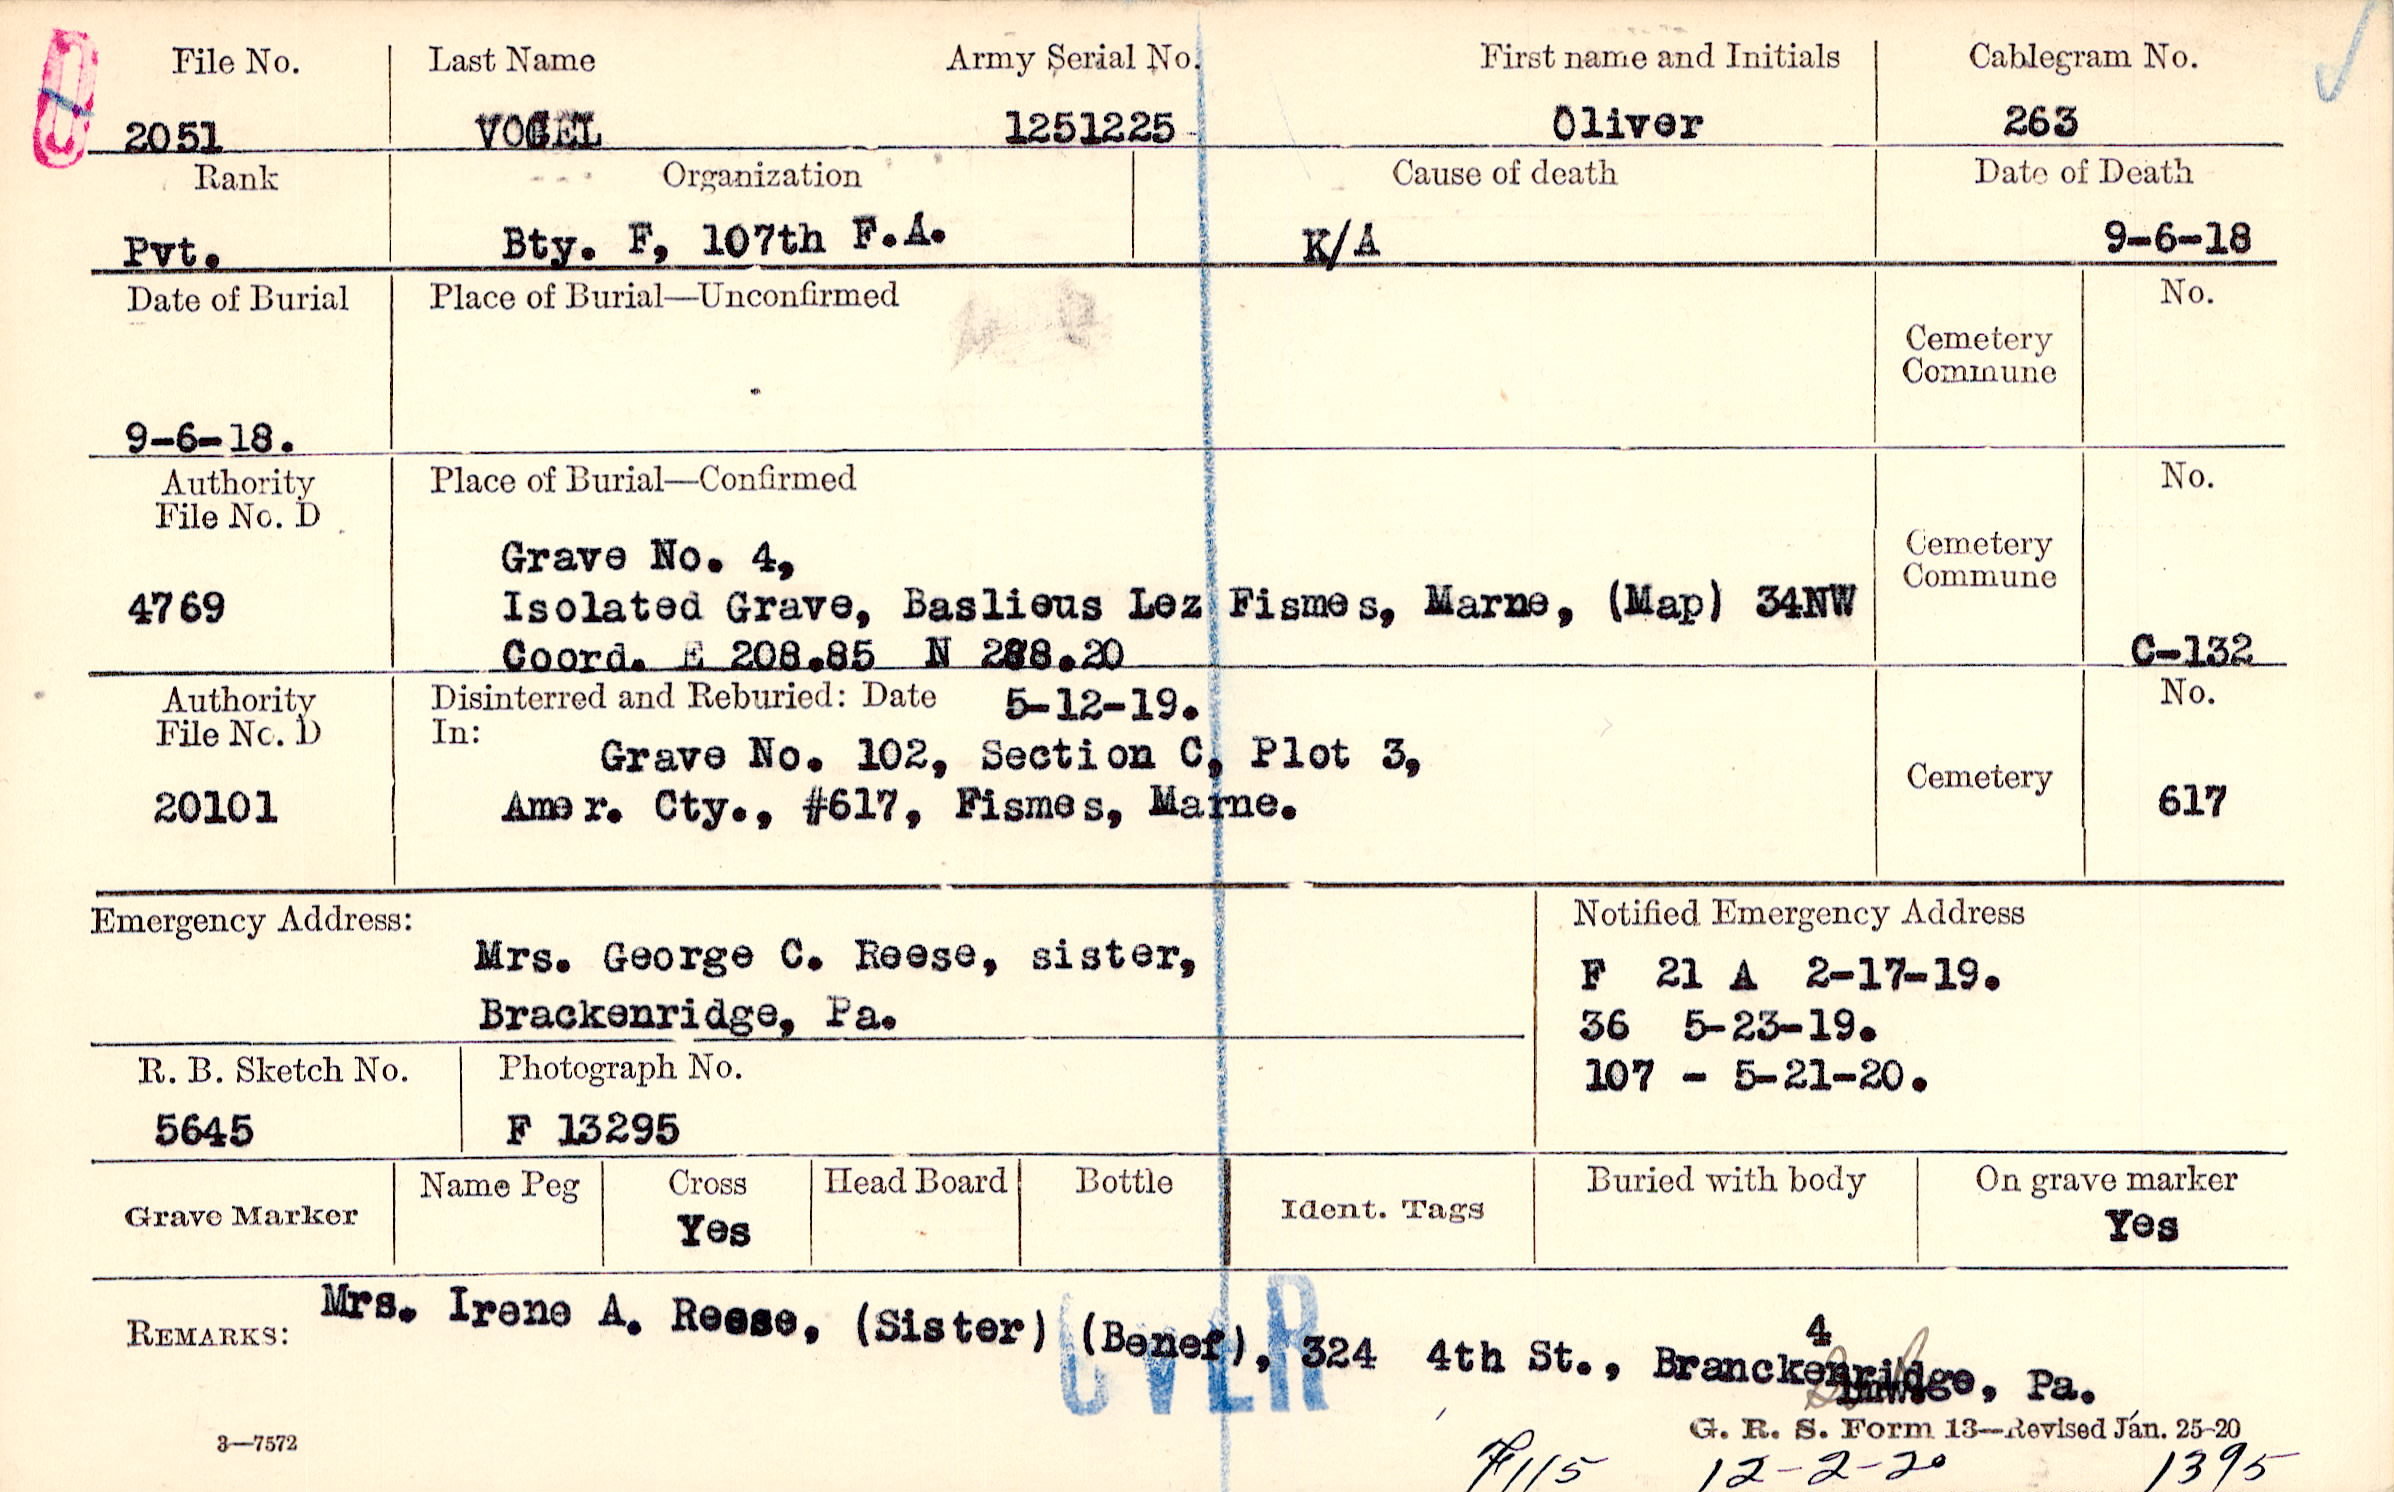 File No. Last Name Army Serial No. First name and Initials Cablegram No.
2051 VOGEL 1251225 Oliver 263
Rank Organization Cause of death Date of Death
Pvt. Bty. F, 107th F.A. K/A 9-6-18
Date of Burial Place of Burial—Unconfirmed No.
Cemetery
Commune
9-6-18.
Authority Place of Burial—Confirmed No.
File No. D
Grave No. 4, Cemetery
4769 Isolated Grave, Baslieus Lez Fismes, Marne, (Map) 34NW Commune
Coord. E 208.85 N 288.20 C-132
Authority Disinterred and Reburied: Date 5-12-19. No.
File No. D In:
Grave No. 102, Section C, Plot 3, Cemetery
20101 Amer. Cty., #617, Fismes, Marne. 617
Emergency Address: Notified Emergency Address
Mrs. George C. Reese, sister, F 21 A 2-17-19.
Brackenridge, Pa. 36 5-23-19.
R. B. Sketch No. Photograph No. 107 - 5-21-20.
5645 F 13295
Grave Marker Name Peg Cross Head Board Bottle Ident. Tags Buried with body On grave marker
Yes Yes
REMARKS: Mrs. Irene A. Reese, (Sister) (Benef), 324 4th St., Branckenridge, Pa.
4
OVER
3—7572 G. R. S. Form 13—Revised Jan. 25-20
115 12-2-20 1395